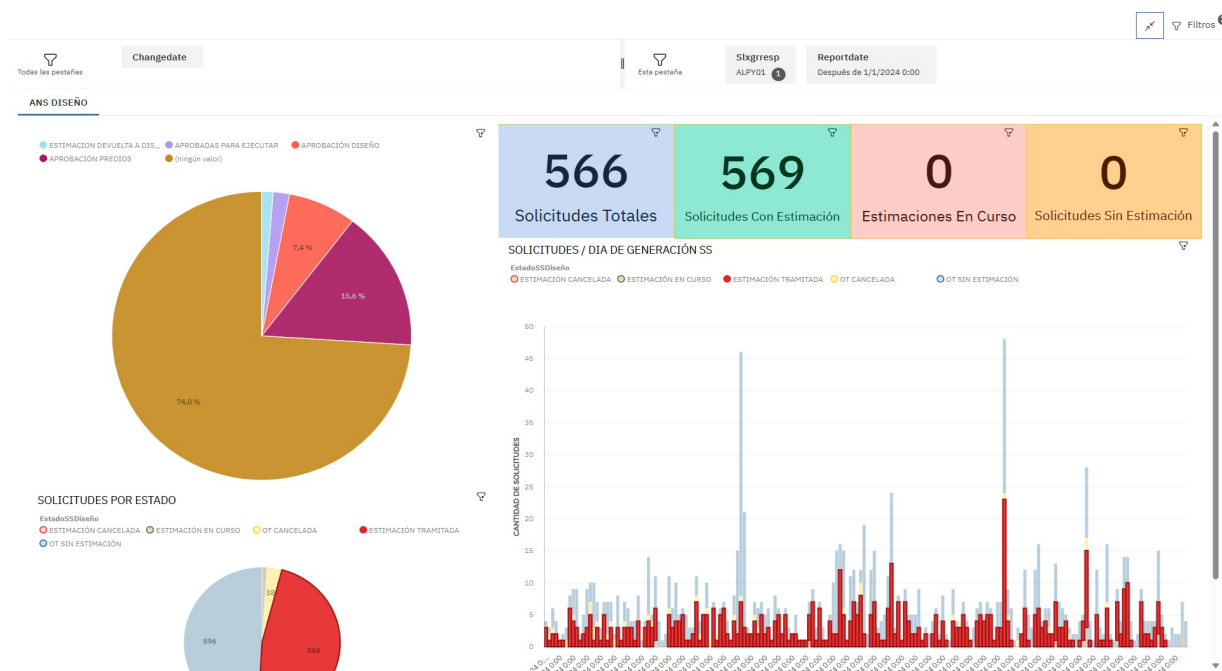 Filtros
Todas las pestañas
Changedate
Esta pestaña
Slxgrresp
ALPY01 1
Reportdate
Después de 1/1/2024 0:00
ANS DISEÑO
ESTIMACION DEVUELTA A DIS... APROBADAS PARA EJECUTAR APROBACIÓN DISEÑO
APROBACIÓN PREDIOS (ningún valor)
7,4 %
15,6 %
74,0 %
566
Solicitudes Totales
569
Solicitudes Con Estimación
0
Estimaciones En Curso
0
Solicitudes Sin Estimación
SOLICITUDES / DIA DE GENERACIÓN SS
EstadoSSDiseño
ESTIMACIÓN CANCELADA ESTIMACIÓN EN CURSO ESTIMACIÓN TRAMITADA OT CANCELADA OT SIN ESTIMACIÓN
CANTIDAD DE SOLICITUDES
50
45
40
35
30
25
20
15
10
5
0
SOLICITUDES POR ESTADO
EstadoSSDiseño
ESTIMACIÓN CANCELADA ESTIMACIÓN EN CURSO OT CANCELADA ESTIMACIÓN TRAMITADA
OT SIN ESTIMACIÓN
38
596
566